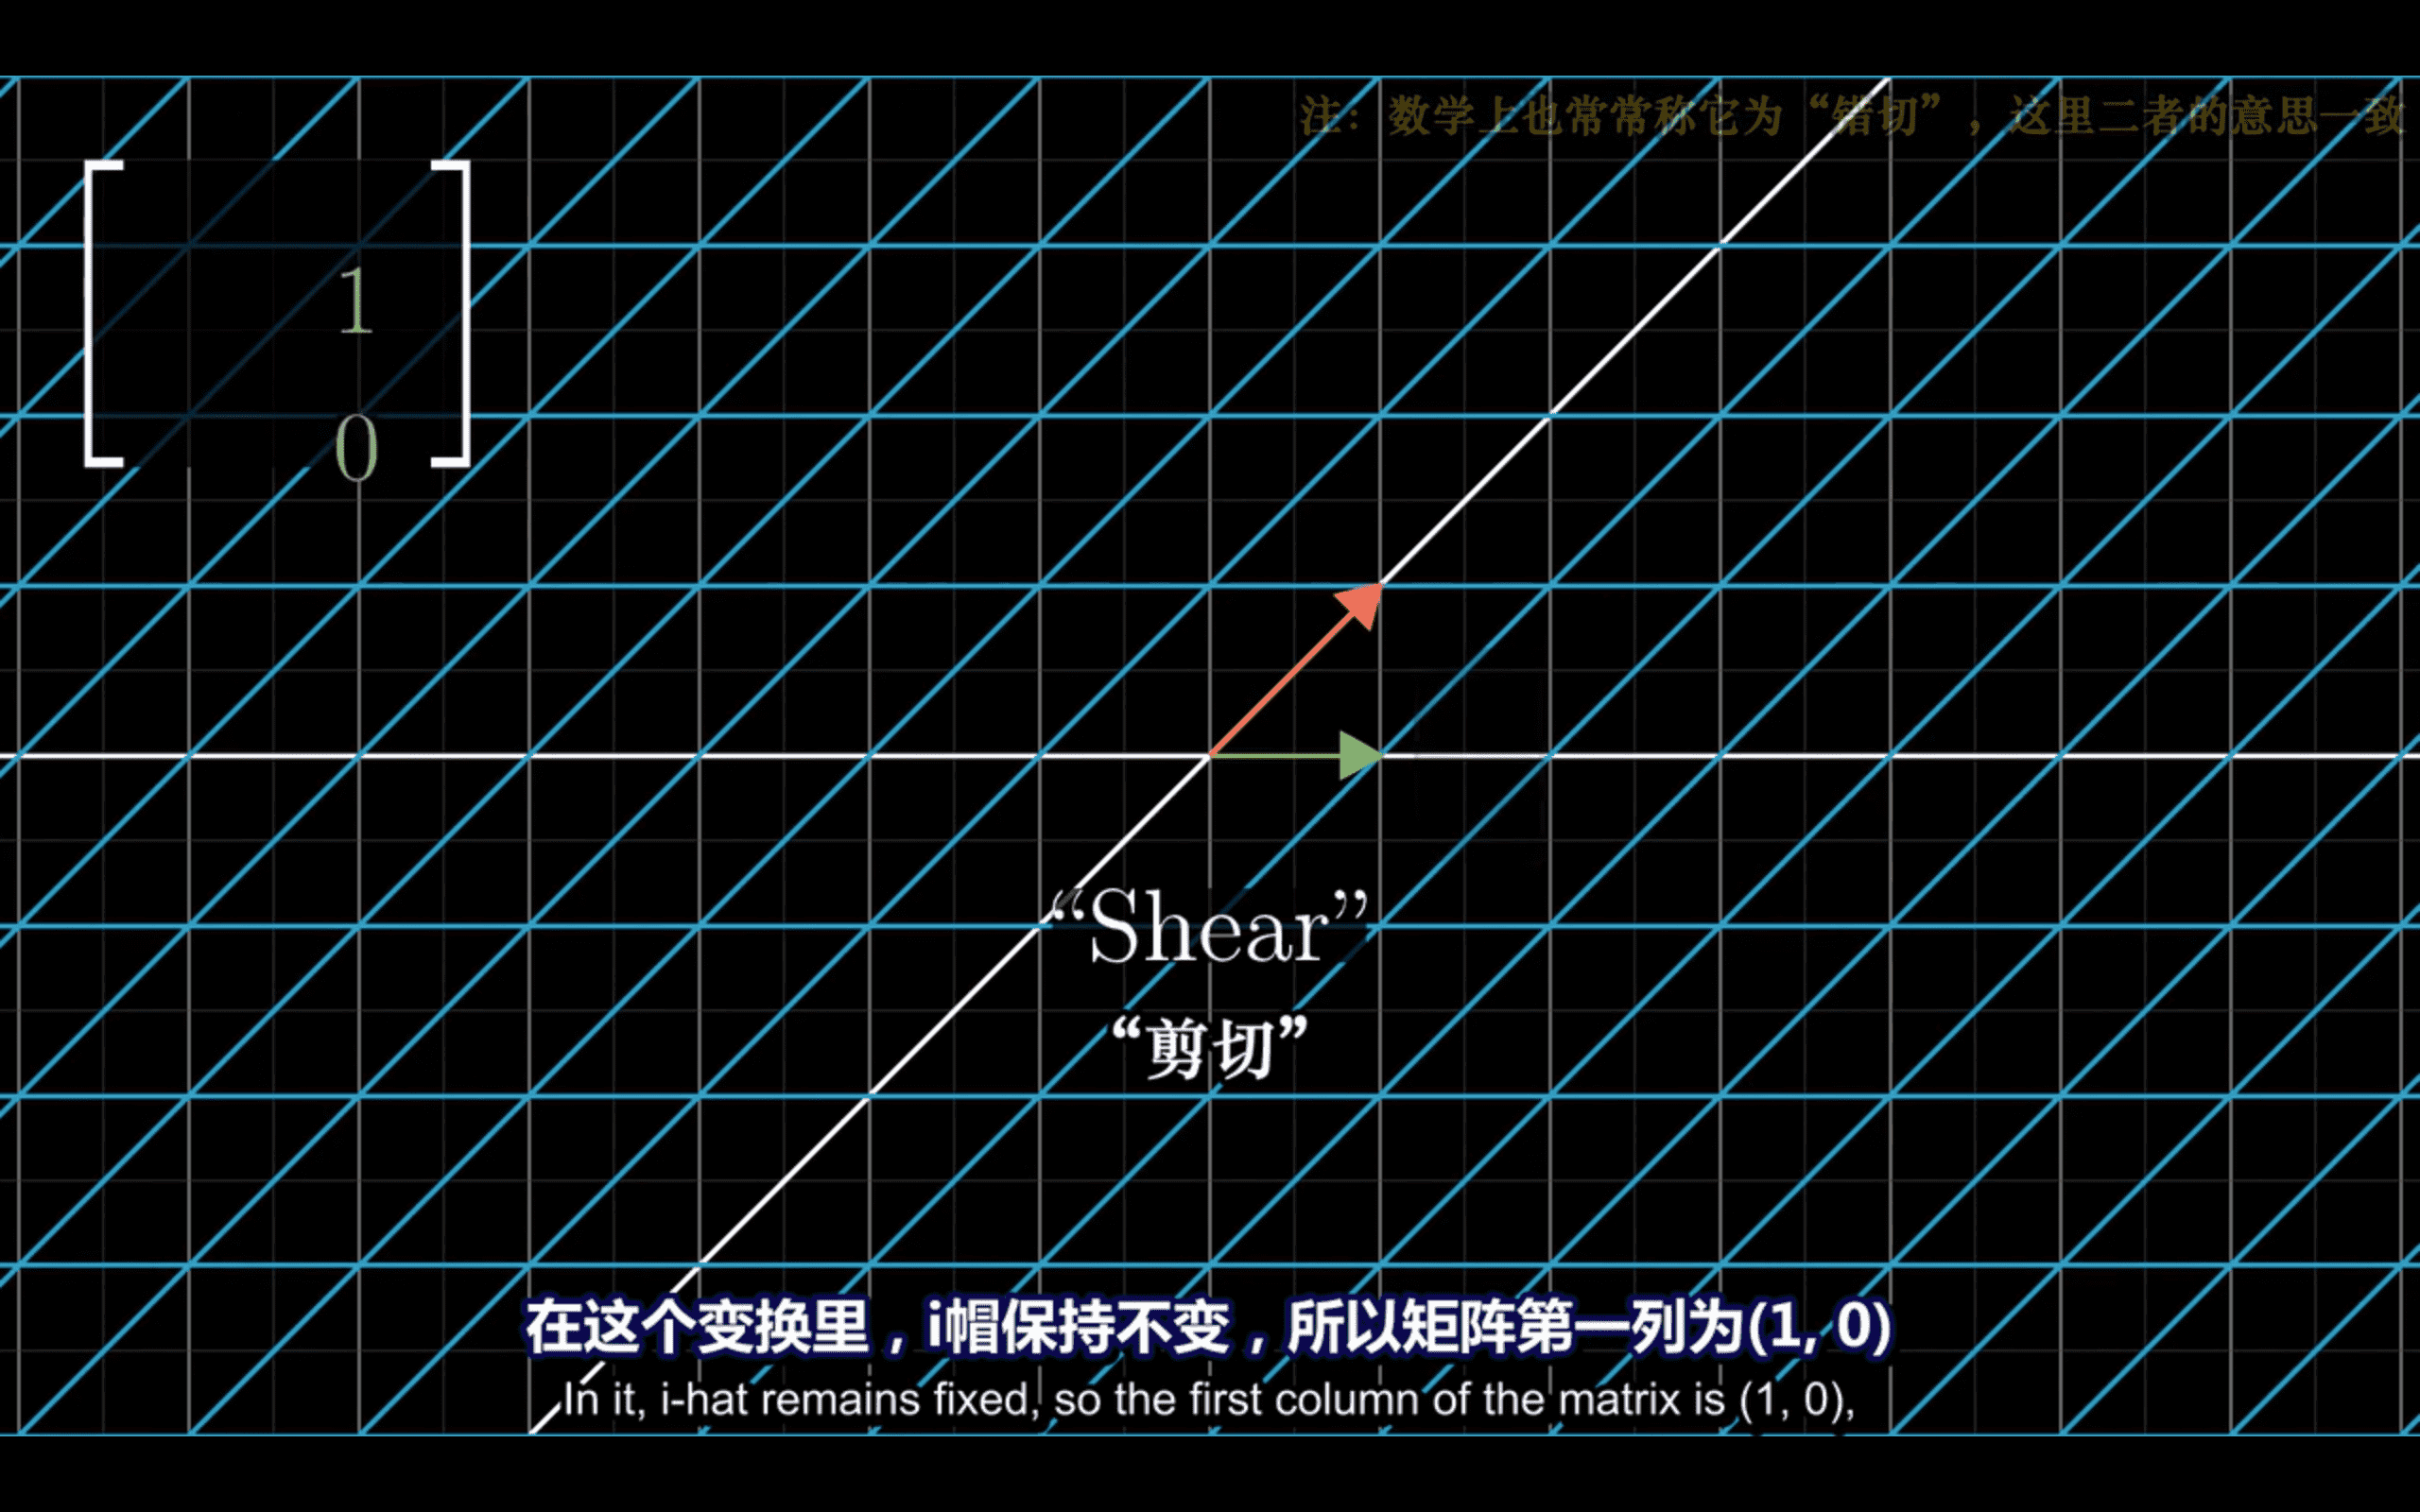 注：数学上也常常称它为“错切”，这里二者的意思一致
1
0
“Shear”
“剪切”
在这个变换里，i帽保持不变，所以矩阵第一列为(1, 0)
In it, i-hat remains fixed, so the first column of the matrix is (1, 0),